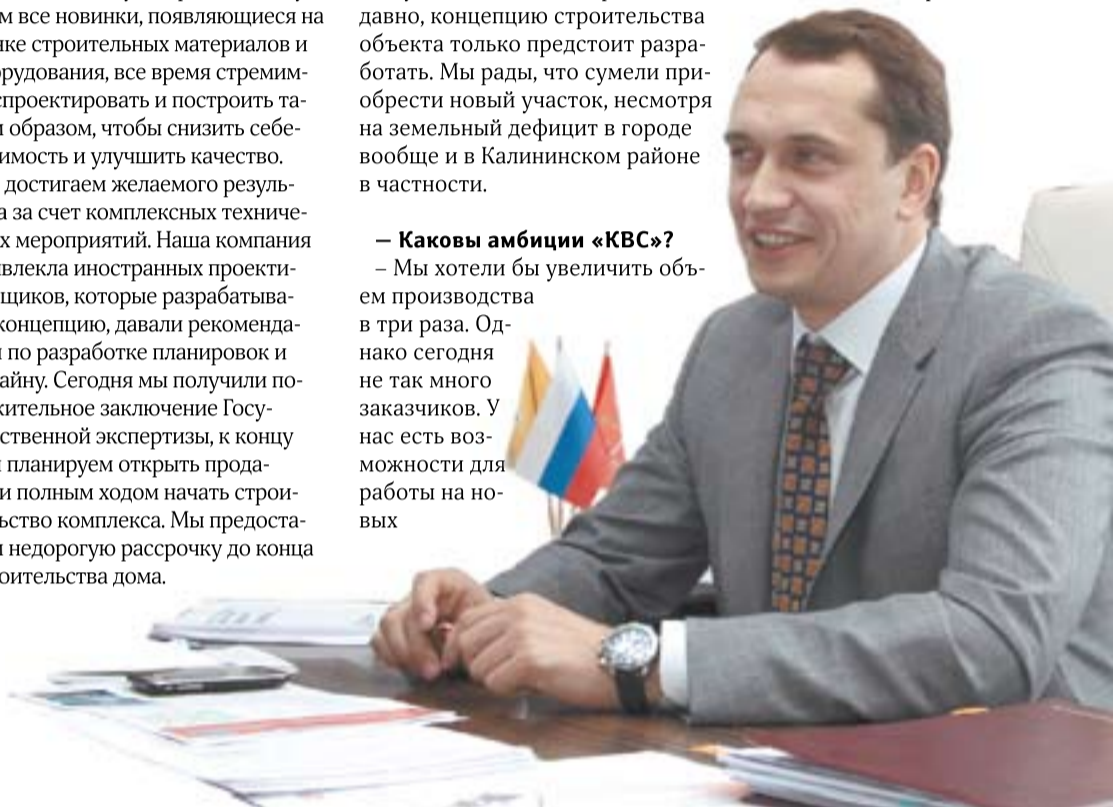 м все новинки, появляющиеся на
нке строительных материалов и
орудования, все время стремим-
спроектировать и построить та-
м образом, чтобы снизить себе-
имость и улучшить качество.
достигаем желаемого резуль-
а за счет комплексных техниче-
х мероприятий. Наша компания
влекла иностранных проекти-
щиков, которые разрабатыва-
концепцию, давали рекоменда-
и по разработке планировок и
айну. Сегодня мы получили по-
жительное заключение Госу-
ственной экспертизы, к концу
планируем открыть прода-
и полным ходом начать строи-
ьство комплекса. Мы предоста-
м недорогую рассрочку до конца
оительства дома.
давно, концепцию строительства
объекта только предстоит разра-
ботать. Мы рады, что сумели при-
обрести новый участок, несмотря
на земельный дефицит в городе
вообще и в Калининском районе
в частности.
— Каковы амбиции «КВС»?
– Мы хотели бы увеличить объ-
ем производства
в три раза. Од-
нако сегодня
не так много
заказчиков. У
нас есть воз-
можности для
работы на но-
вых